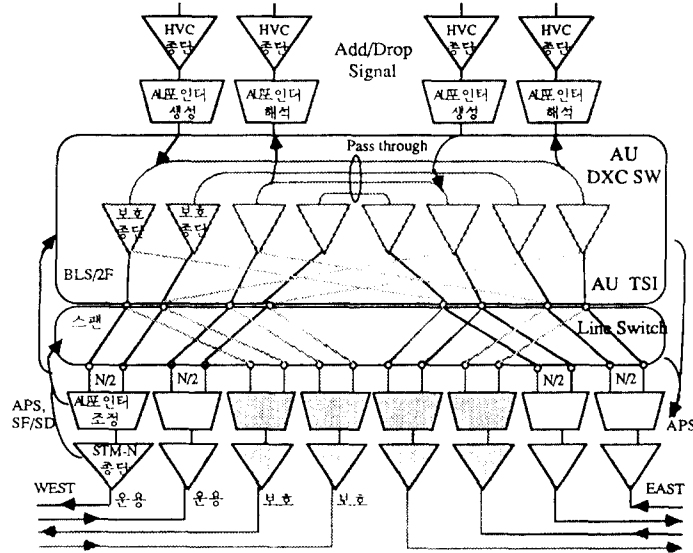 HVC
종단
HVC
종단
HVC
종단
HVC
종단
Add/Drop
Signal
AU포인터
생성
AU포인터
해석
AU포인터
생성
AU포인터
해석
Pass through
AU
DXC SW
보호
종단
보호
종단
BLS/2F
AU TSI
스팬
Line Switch
N/2
N/2
N/2
N/2
AU포인터
조정
APS,
SF/SD
APS
STM-N
종단
WEST
운용
운용
보호
보호
EAST